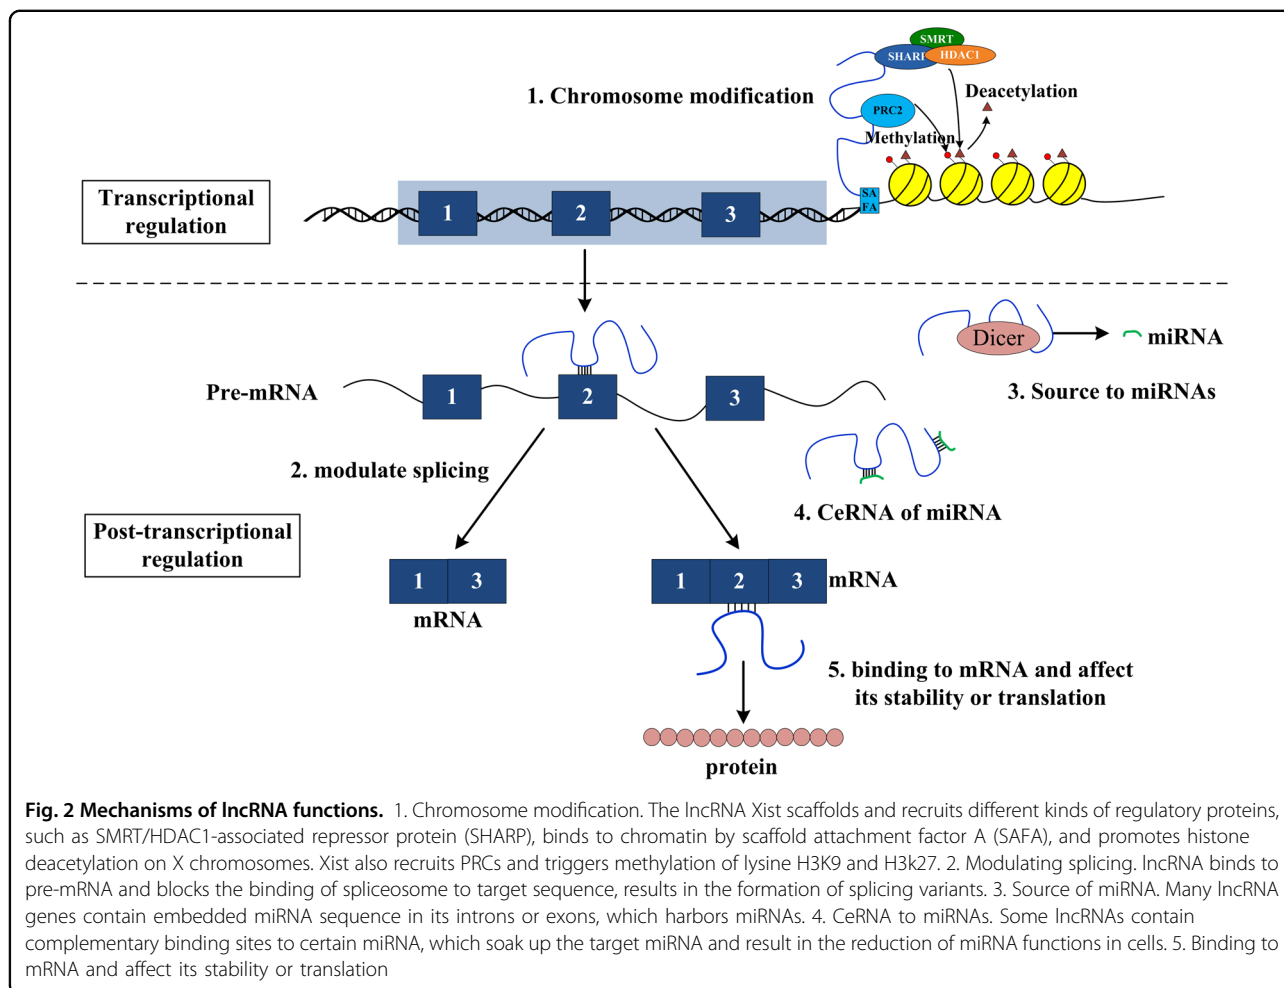 SMRT
SHARP
HDAC1
1. Chromosome modification
Deacetylation
PRC2
Methylation
Transcriptional
regulation
1
2
3
SA
FA
Dicer
miRNA
3. Source to miRNAs
Pre-mRNA
1
2
3
2. modulate splicing
4. CeRNA of miRNA
Post-transcriptional
regulation
1
3
mRNA
1
2
3
mRNA
5. binding to mRNA and affect
its stability or translation
protein
Fig. 2 Mechanisms of lncRNA functions. 1. Chromosome modification. The lncRNA Xist scaffolds and recruits different kinds of regulatory proteins,
such as SMRT/HDAC1-associated repressor protein (SHARP), binds to chromatin by scaffold attachment factor A (SAFA), and promotes histone
deacetylation on X chromosomes. Xist also recruits PRCs and triggers methylation of lysine H3K9 and H3k27. 2. Modulating splicing. lncRNA binds to
pre-mRNA and blocks the binding of spliceosome to target sequence, results in the formation of splicing variants. 3. Source of miRNA. Many lncRNA
genes contain embedded miRNA sequence in its introns or exons, which harbors miRNAs. 4. CeRNA to miRNAs. Some lncRNAs contain
complementary binding sites to certain miRNA, which soak up the target miRNA and result in the reduction of miRNA functions in cells. 5. Binding to
mRNA and affect its stability or translation